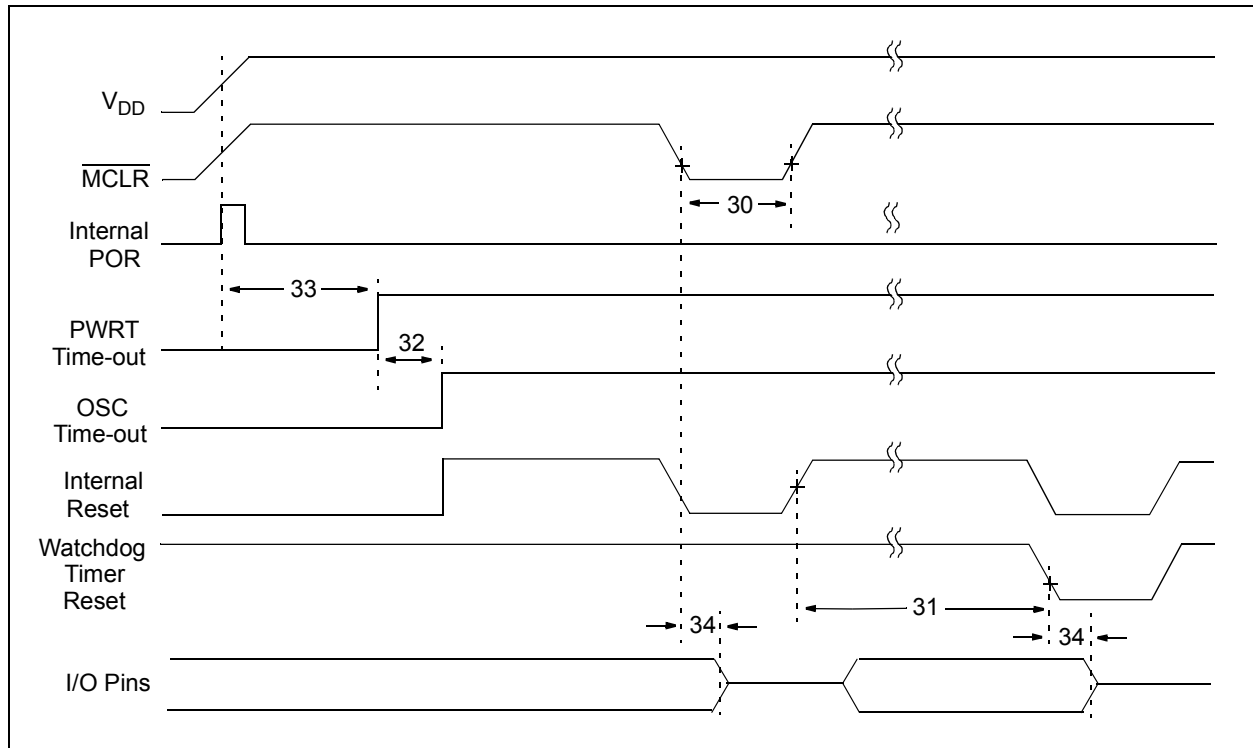 VDD
MCLR
30
Internal
POR
33
PWRT
Time-out
32
OSC
Time-out
Internal
Reset
Watchdog
Timer
Reset
31
34
34
I/O Pins